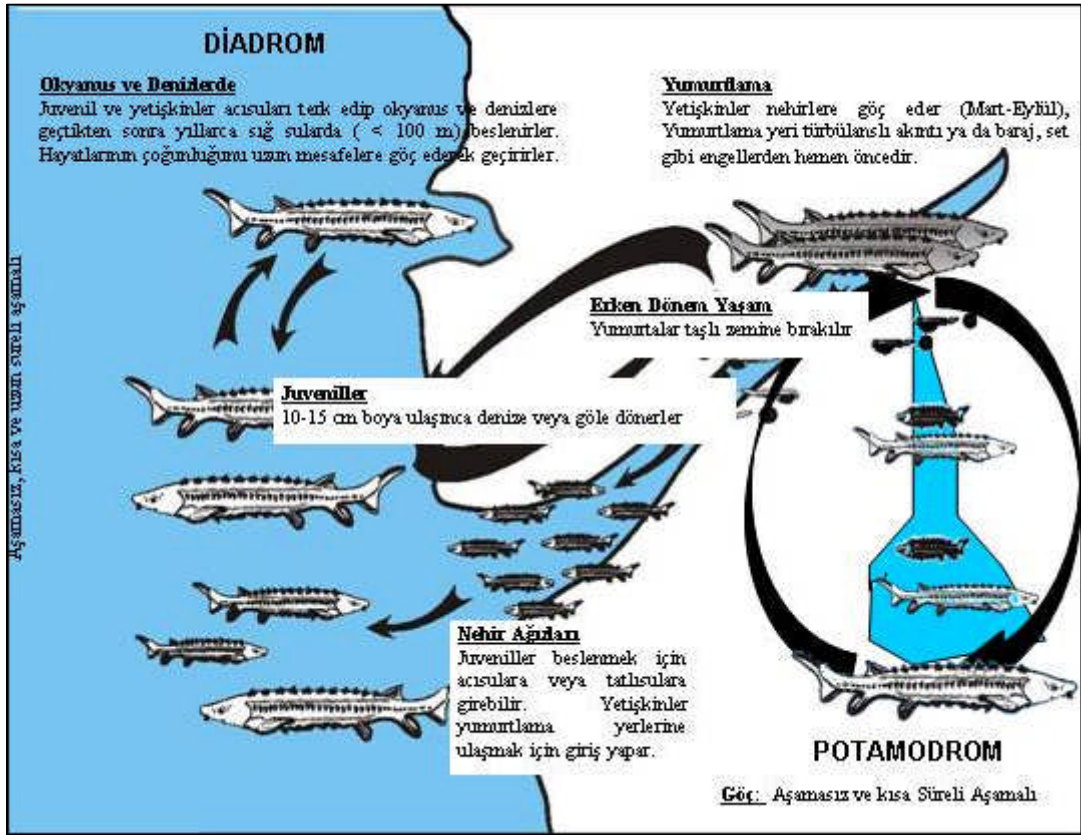 DİADROM
Okyanus ve Denizlerde
Juvenil ve yetişkinler acısuları terk edip okyanus ve denizlere
geçtikten sonra yıllarca sığ sularda ( < 100 m) beslenirler.
Hayatlarının çoğunluğunu uzun mesafelere göç ederek geçirirler.
Yumurtlama
Yetişkinler nehirlere göç eder (Mart-Eylül),
Yumurtlama yeri türbülanslı akıntı ya da baraj, set
gibi engellerden hemen öncedir.
Aşamasız, kısa ve uzun süreli aşamalı
Erken Dönem Yaşam
Yumurtalar taşlı zemine bırakılır
Juveniller
10-15 cm boya ulaşınca denize veya göle dönerler
Nehir Ağızları
Juveniller beslenmek için
acısulara veya tatlısulara
girebilir. Yetişkinler
yumurtlama yerlerine
ulaşmak için giriş yapar.
POTAMODROM
Göç: Aşamasız ve kısa Süreli Aşamalı